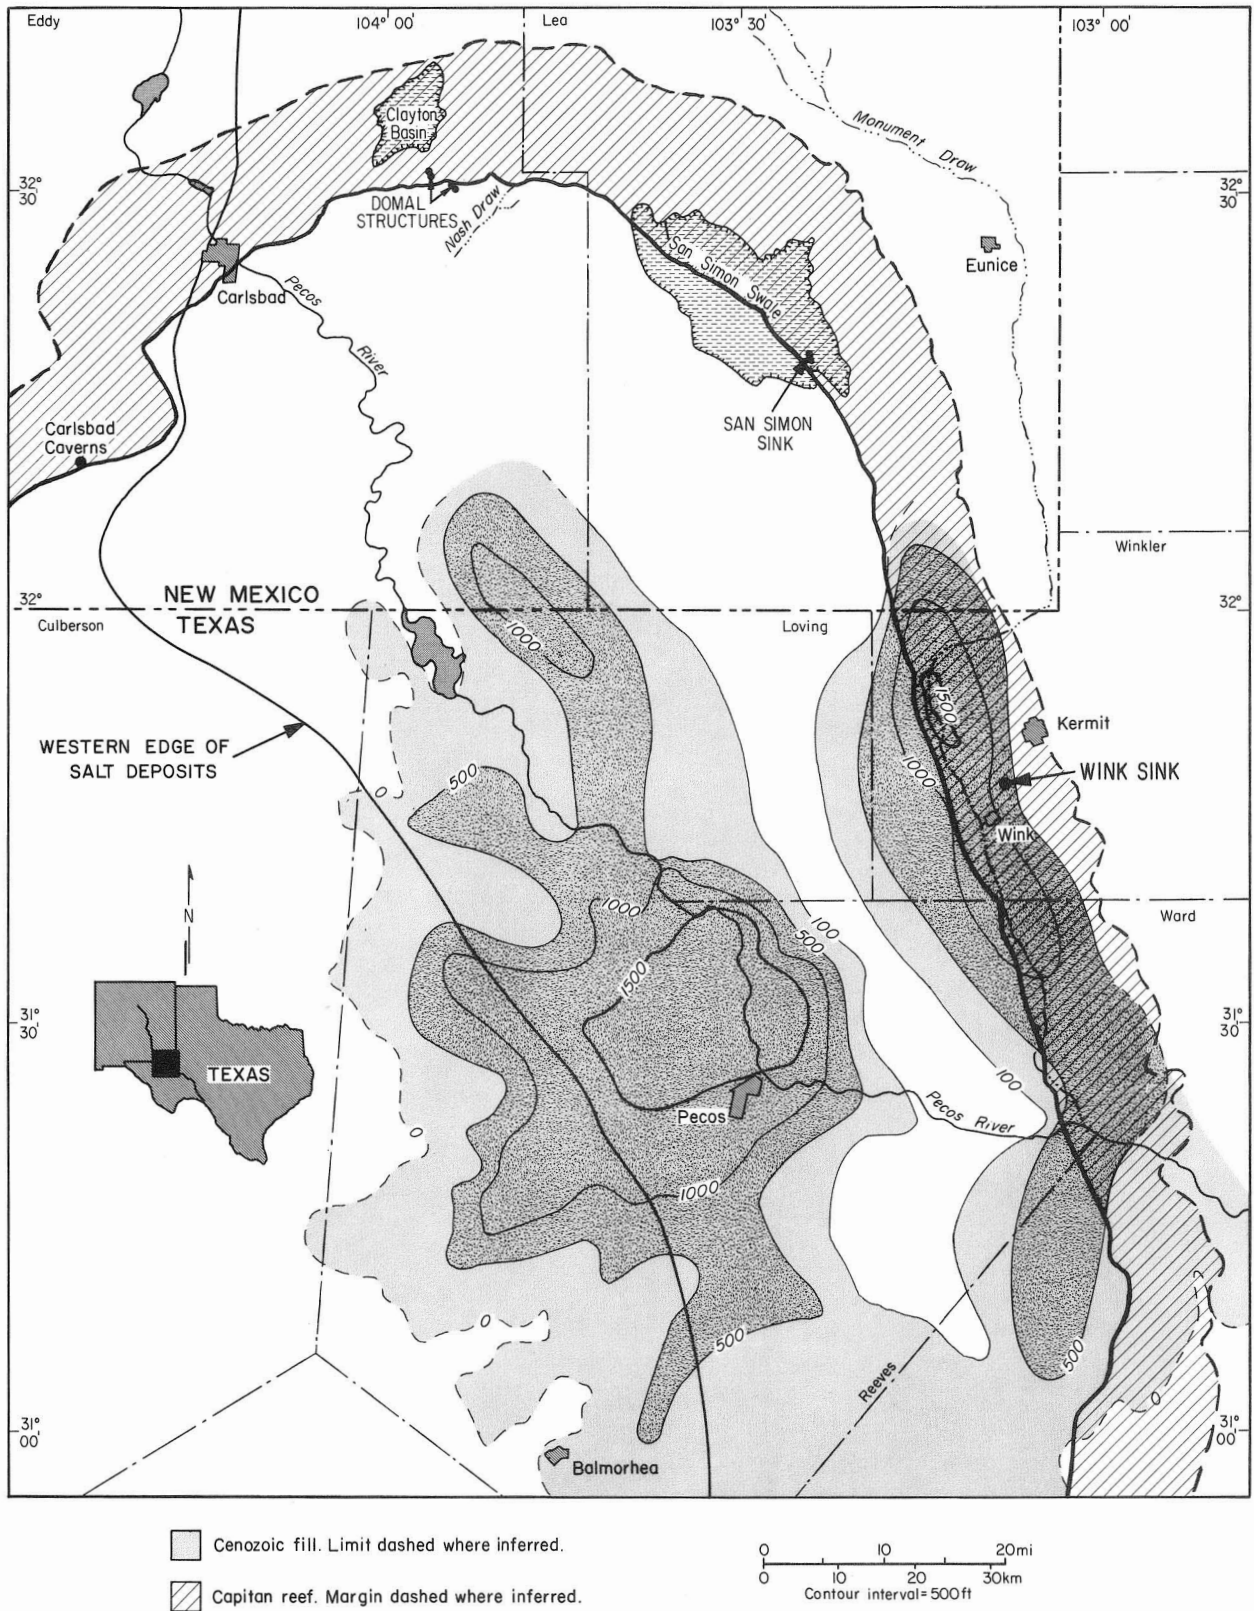 Eddy
104° 00'
Lea
103° 30'
103° 00'
Clayton
Basin
Monument Draw
32°
30'
32°
30'
DOMAL
STRUCTURES
Nash Draw
San Simon Swale
Eunice
Carlsbad
Pecos
River
SAN SIMON
SINK
Carlsbad
Caverns
Winkler
NEW MEXICO
32°
32°
Culberson
TEXAS
Loving
1000
1500
Kermit
WESTERN EDGE OF
SALT DEPOSITS
0
500
1000
WINK SINK
Wink
N
1000
100
500
Ward
1500
31°
30'
31°
30'
TEXAS
100
Pecos
Pecos River
0
1000
0
0
500
500
Reeves
0
31°
00'
31°
00'
Balmorhea
Cenozoic fill. Limit dashed where inferred.
0 10 20mi
0 10 20 30km
Contour interval=500ft
Capitan reef. Margin dashed where inferred.